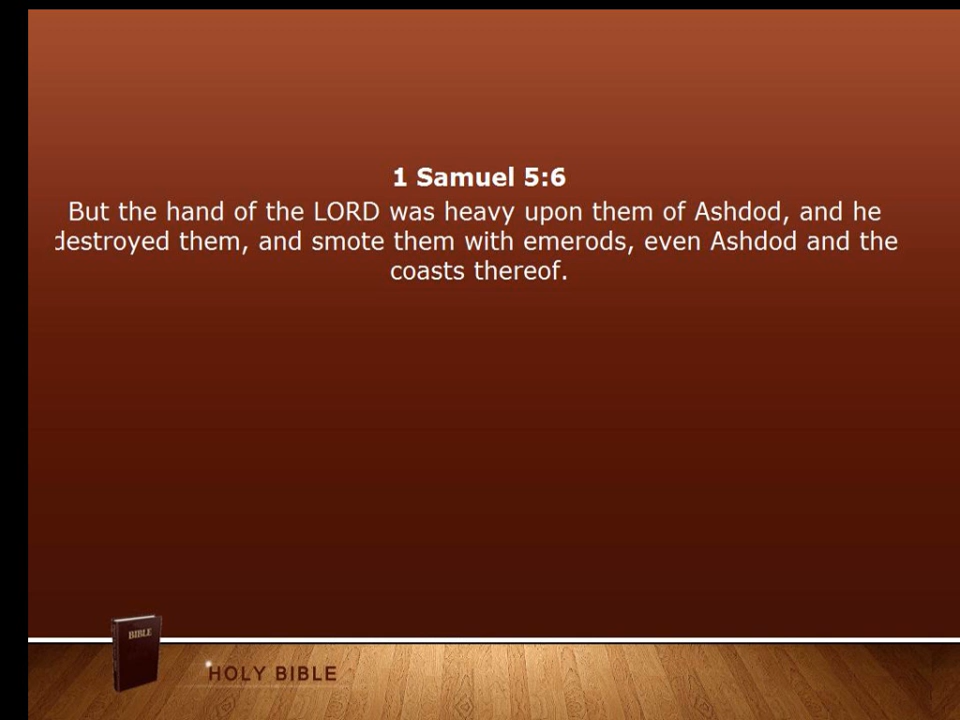 1 Samuel 5:6
But the hand of the LORD was heavy upon them of Ashdod, and he
destroyed them, and smote them with emerods, even Ashdod and the
coasts thereof.
BIBLE
HOLY BIBLE